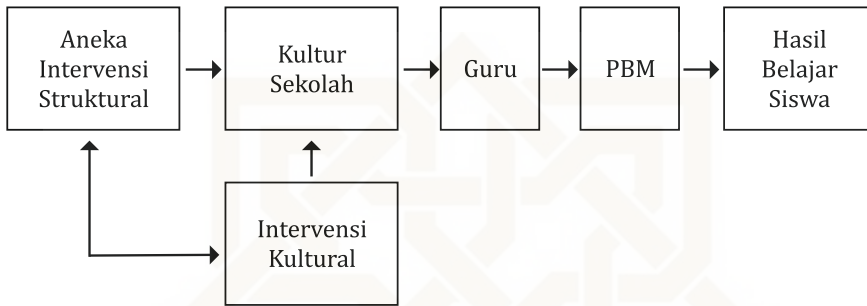 Aneka
Intervensi
Struktural
Kultur
Sekolah
Guru
PBM
Hasil
Belajar
Siswa
Intervensi
Kultural